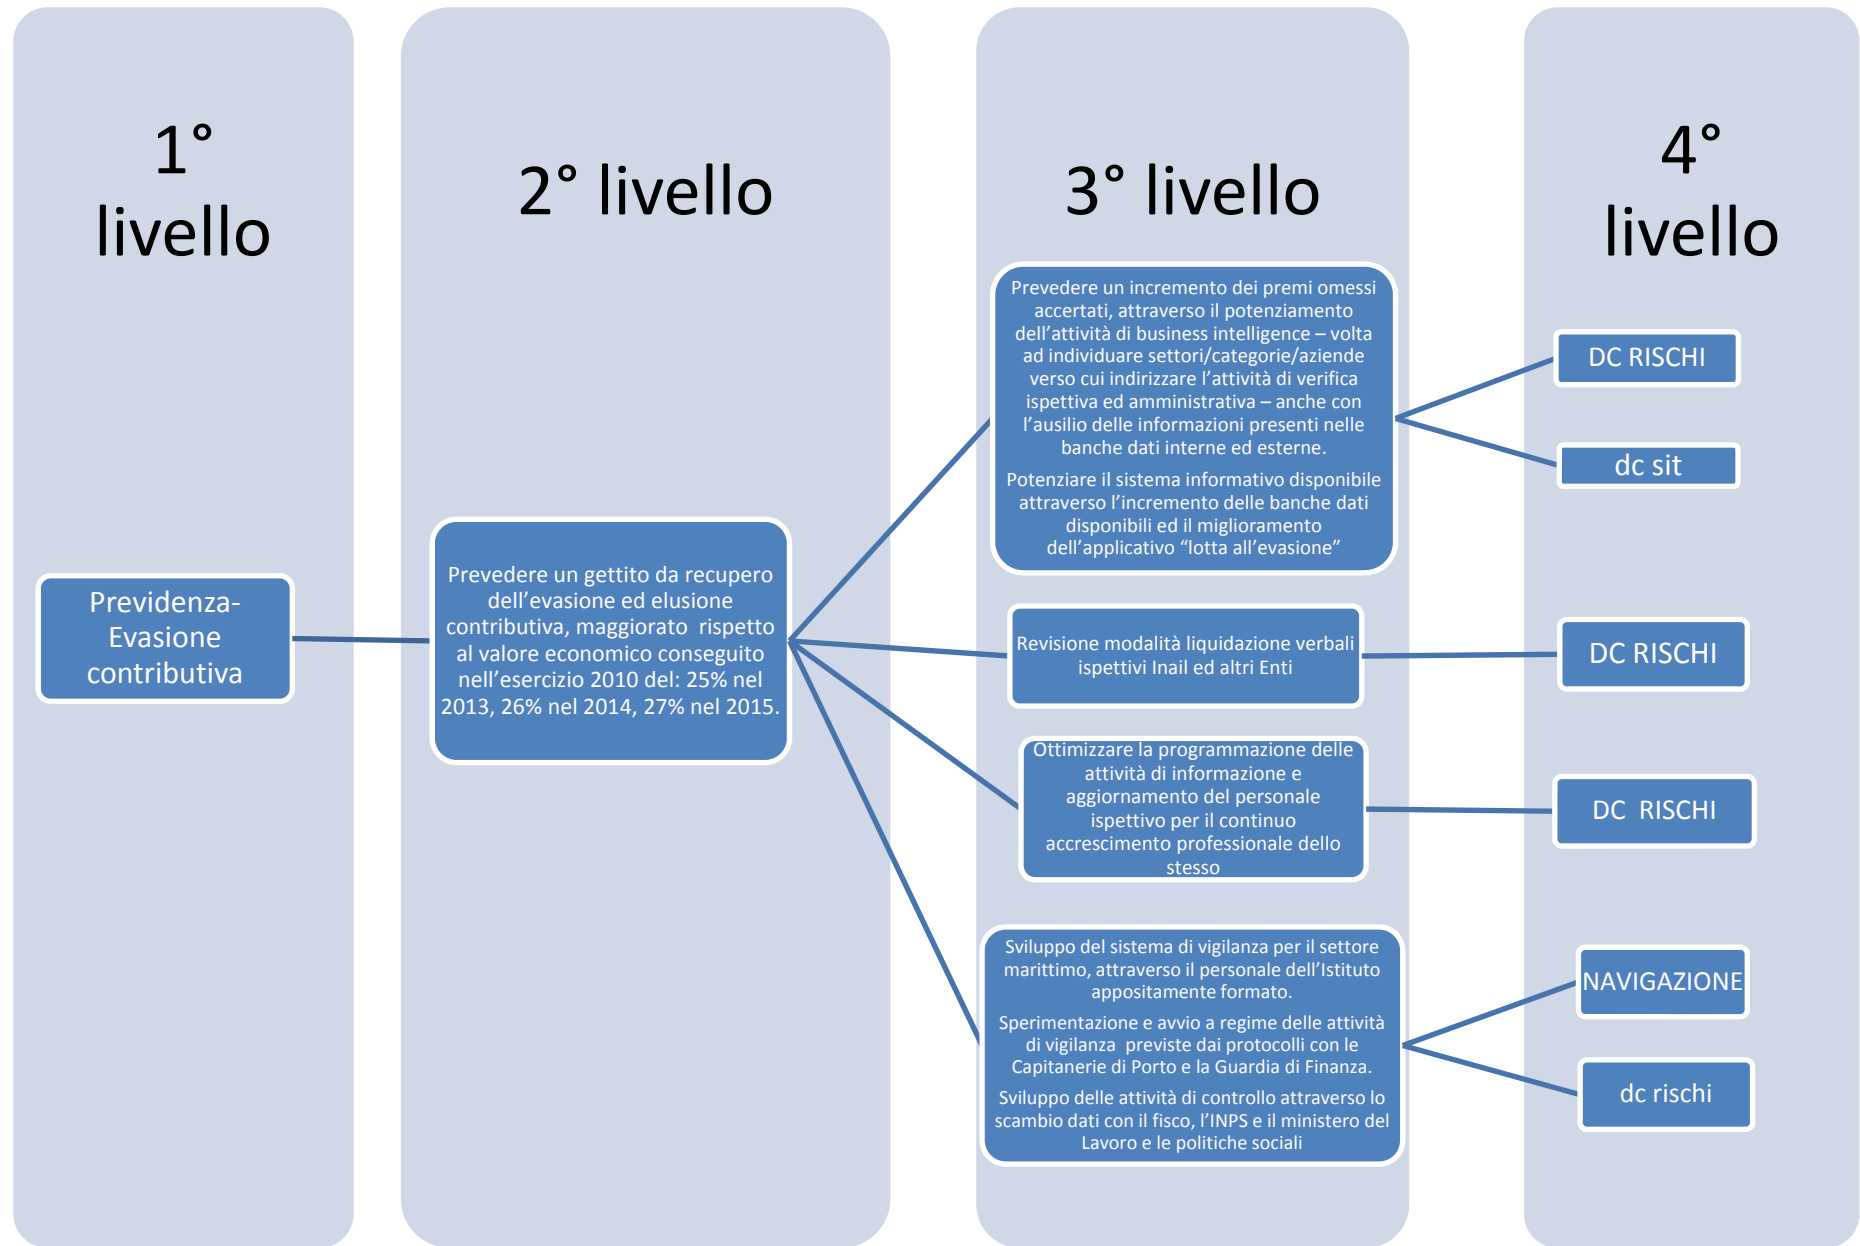 1°
livello
2° livello
3° livello
4°
livello
Previdenza-
Evasione
contributiva
Prevedere un gettito da recupero
dell’evasione ed elusione
contributiva, maggiorato rispetto
al valore economico conseguito
nell’esercizio 2010 del: 25% nel
2013, 26% nel 2014, 27% nel 2015.
Prevedere un incremento dei premi omessi
accertati, attraverso il potenziamento
dell’attività di business intelligence – volta
ad individuare settori/categorie/aziende
verso cui indirizzare l’attività di verifica
ispettiva ed amministrativa – anche con
l’ausilio delle informazioni presenti nelle
banche dati interne ed esterne.
Potenziare il sistema informativo disponibile
attraverso l’incremento delle banche dati
disponibili ed il miglioramento
dell’applicativo “lotta all’evasione”
DC RISCHI
dc sit
Revisione modalità liquidazione verbali
ispettivi Inail ed altri Enti
DC RISCHI
Ottimizzare la programmazione delle
attività di informazione e
aggiornamento del personale
ispettivo per il continuo
accrescimento professionale dello
stesso
DC RISCHI
Sviluppo del sistema di vigilanza per il settore
marittimo, attraverso il personale dell’Istituto
appositamente formato.
Sperimentazione e avvio a regime delle attività
di vigilanza previste dai protocolli con le
Capitanerie di Porto e la Guardia di Finanza.
Sviluppo delle attività di controllo attraverso lo
scambio dati con il fisco, l’INPS e il ministero del
Lavoro e le politiche sociali
NAVIGAZIONE
dc rischi